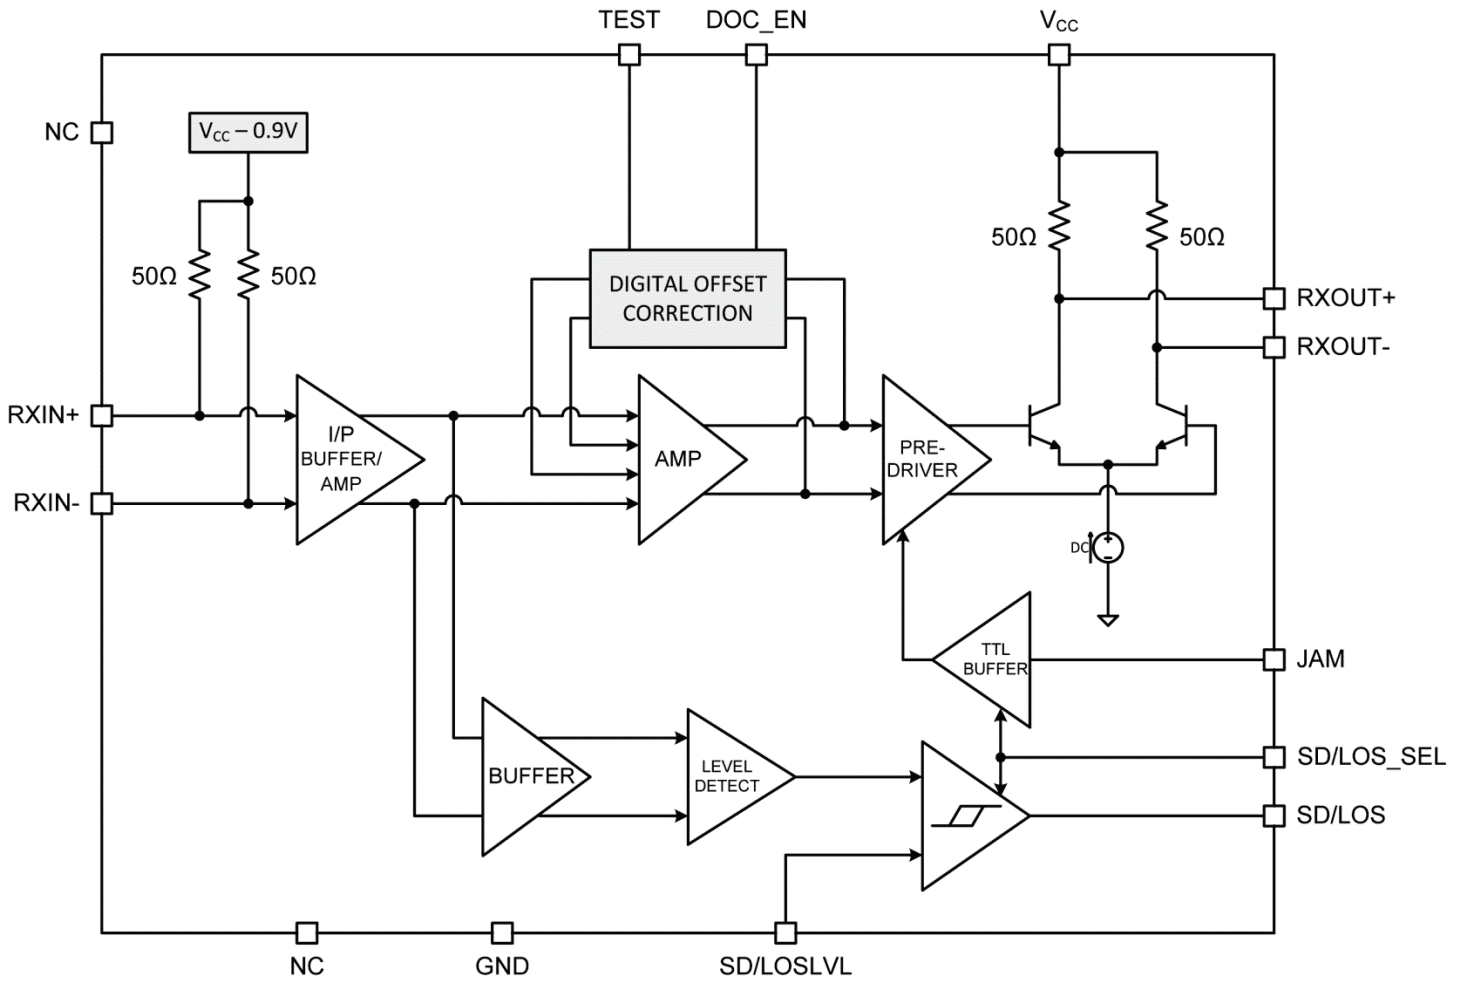 TEST
DOC_EN
VCC
NC
VCC – 0.9V
50Ω
50Ω
50Ω
50Ω
DIGITAL OFFSET
CORRECTION
RXOUT+
RXOUT-
RXIN+
RXIN-
I/P
BUFFER/
AMP
AMP
PRE-
DRIVER
DC
+
-
TTL
BUFFER
JAM
BUFFER
LEVEL
DETECT
SD/LOS_SEL
SD/LOS
NC
GND
SD/LOSLVL